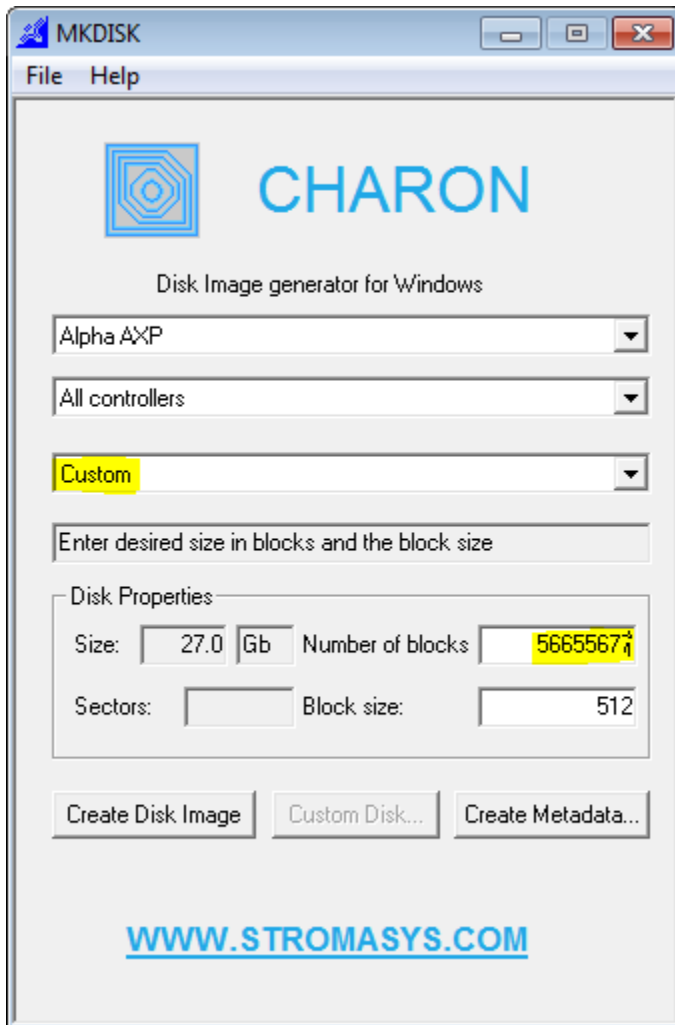 MKDISK
File Help
CHARON
Disk Image generator for Windows
Alpha AXP
All controllers
Custom
Enter desired size in blocks and the block size
Disk Properties
Size: 27.0 Gb Number of blocks
Sectors: Block size: 512
Create Disk Image Custom Disk... Create Metadata...
WWW.STROMASYS.COM